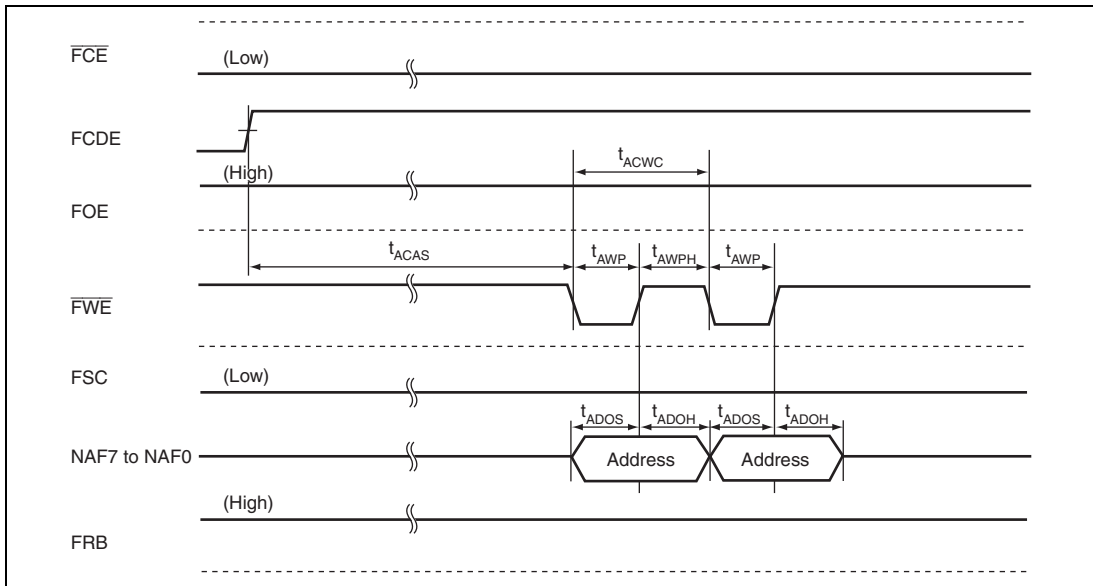 FCE
(Low)
FCDE
(High)
tACWC
FOE
tACAS
tAWP
tAWPH
tAWP
FWE
FSC
(Low)
tADOS
tADOH
tADOS
tADOH
NAF7 to NAF0
Address
Address
(High)
FRB